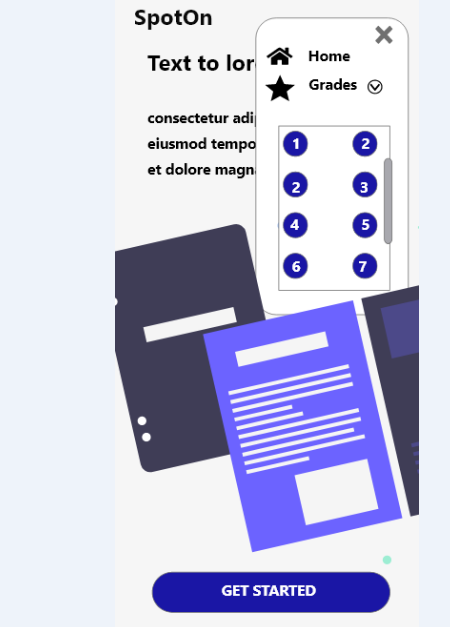 SpotOn
Home
Grades
Text to lor
consectetur adip
eiusmod tempo
et dolore magna
1 2
2 3
4 5
6 7
GET STARTED